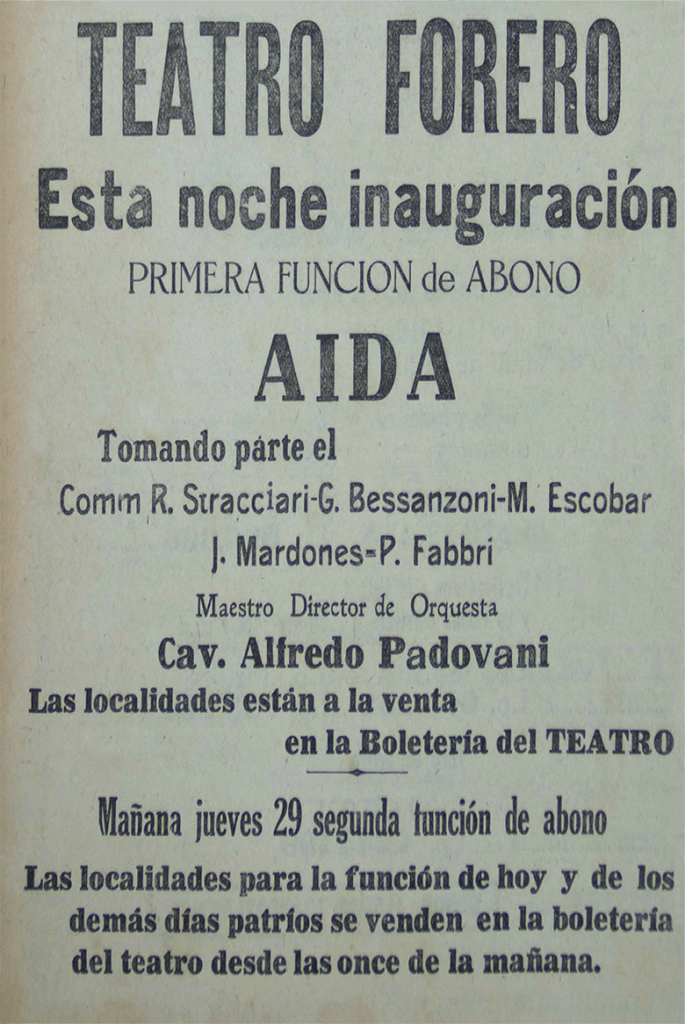 TEATRO FORERO
Esta noche inauguración
PRIMERA FUNCION de ABONO
AIDA
Tomando parte el
Comm R. Stracciari-G. Bessanzoni-M. Escobar
J. Mardones-P. Fabbri
Maestro Director de Orquesta
Cav. Alfredo Padovani
Las localidades están a la venta
en la Boletería del TEATRO
Mañana jueves 29 segunda función de abono
Las localidades para la función de hoy y de los
demás días patríos se venden en la boletería
del teatro desde las once de la mañana.